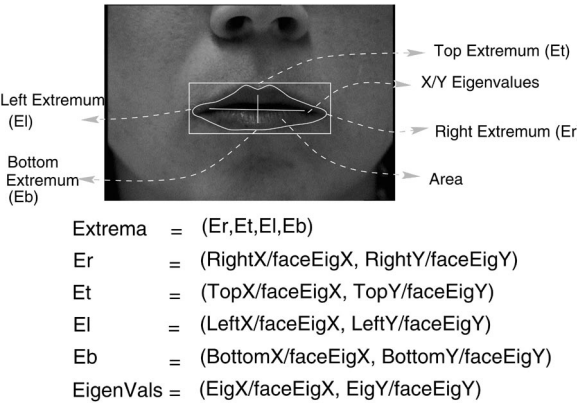 Top Extremum (Et)
X/Y Eigenvalues
Left Extremum
(El)
Right Extremum (Er
Bottom
Extremum
(Eb)
Area
Extrema = (Er,Et,El,Eb)
Er = (RightX/faceEigX, RightY/faceEigY)
Et = (TopX/faceEigX, TopY/faceEigY)
El = (LeftX/faceEigX, LeftY/faceEigY)
Eb = (BottomX/faceEigX, BottomY/faceEigY)
EigenVals = (EigX/faceEigX, EigY/faceEigY)